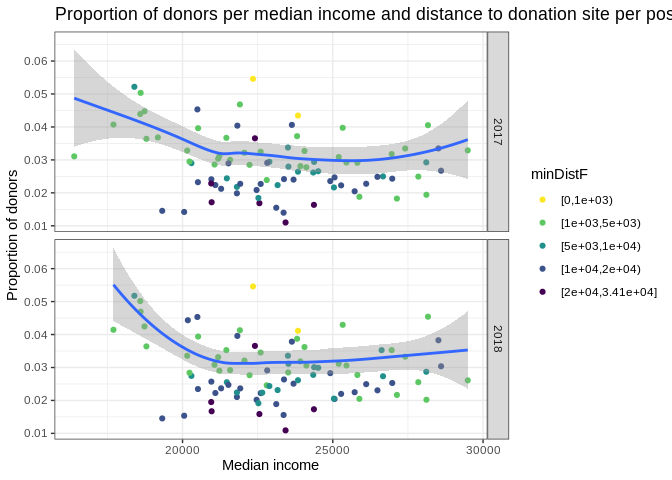 Proportion of donors per median income and distance to donation site per pos
0.06
0.05
0.04
0.03
0.02
0.01
2017
0.06
0.05
0.04
0.03
0.02
0.01
2018
Proportion of donors
20000 25000 30000
Median income
minDistF
[0,1e+03)
[1e+03,5e+03)
[5e+03,1e+04)
[1e+04,2e+04)
[2e+04,3.41e+04]